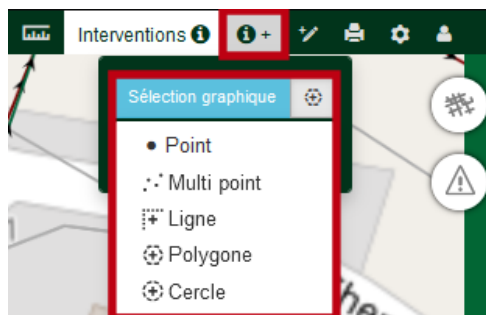 Interventions
+
Sélection graphique
Point
Multi point
Ligne
Polygone
Cercle